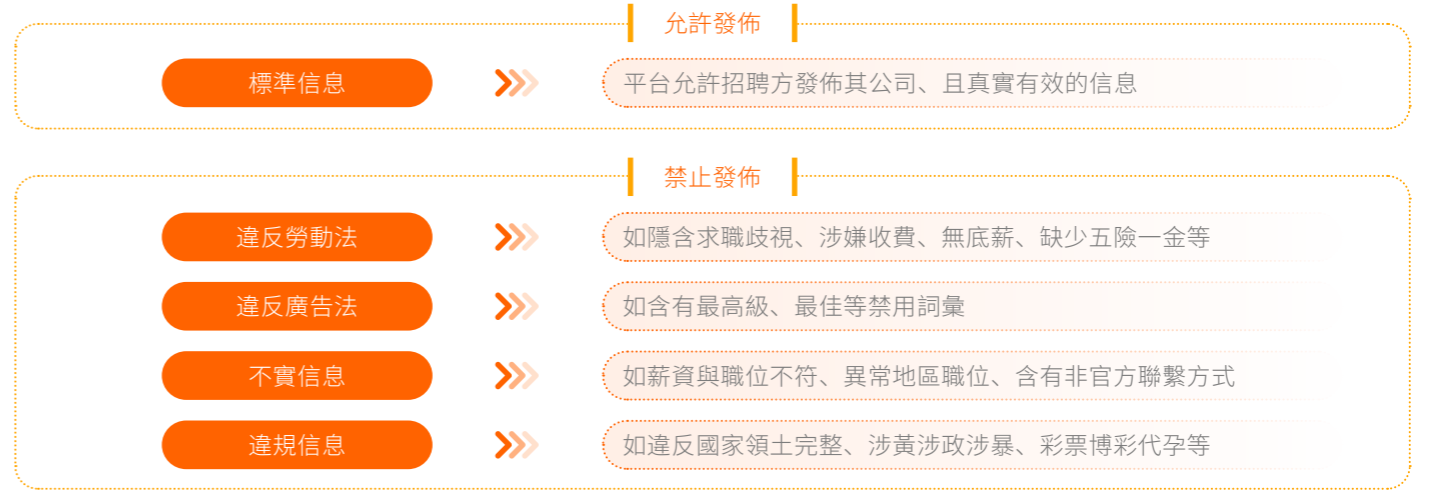 允許發佈
標準信息
平台允許招聘方發佈其公司、且真實有效的信息
禁止發佈
違反勞動法
如隱含求職歧視、涉嫌收費、無底薪、缺少五險一金等
違反廣告法
如含有最高級、最佳等禁用詞彙
不實信息
如薪資與職位不符、異常地區職位、含有非官方聯繫方式
違規信息
如違反國家領土完整、涉黃涉政涉暴、彩票博彩代孕等